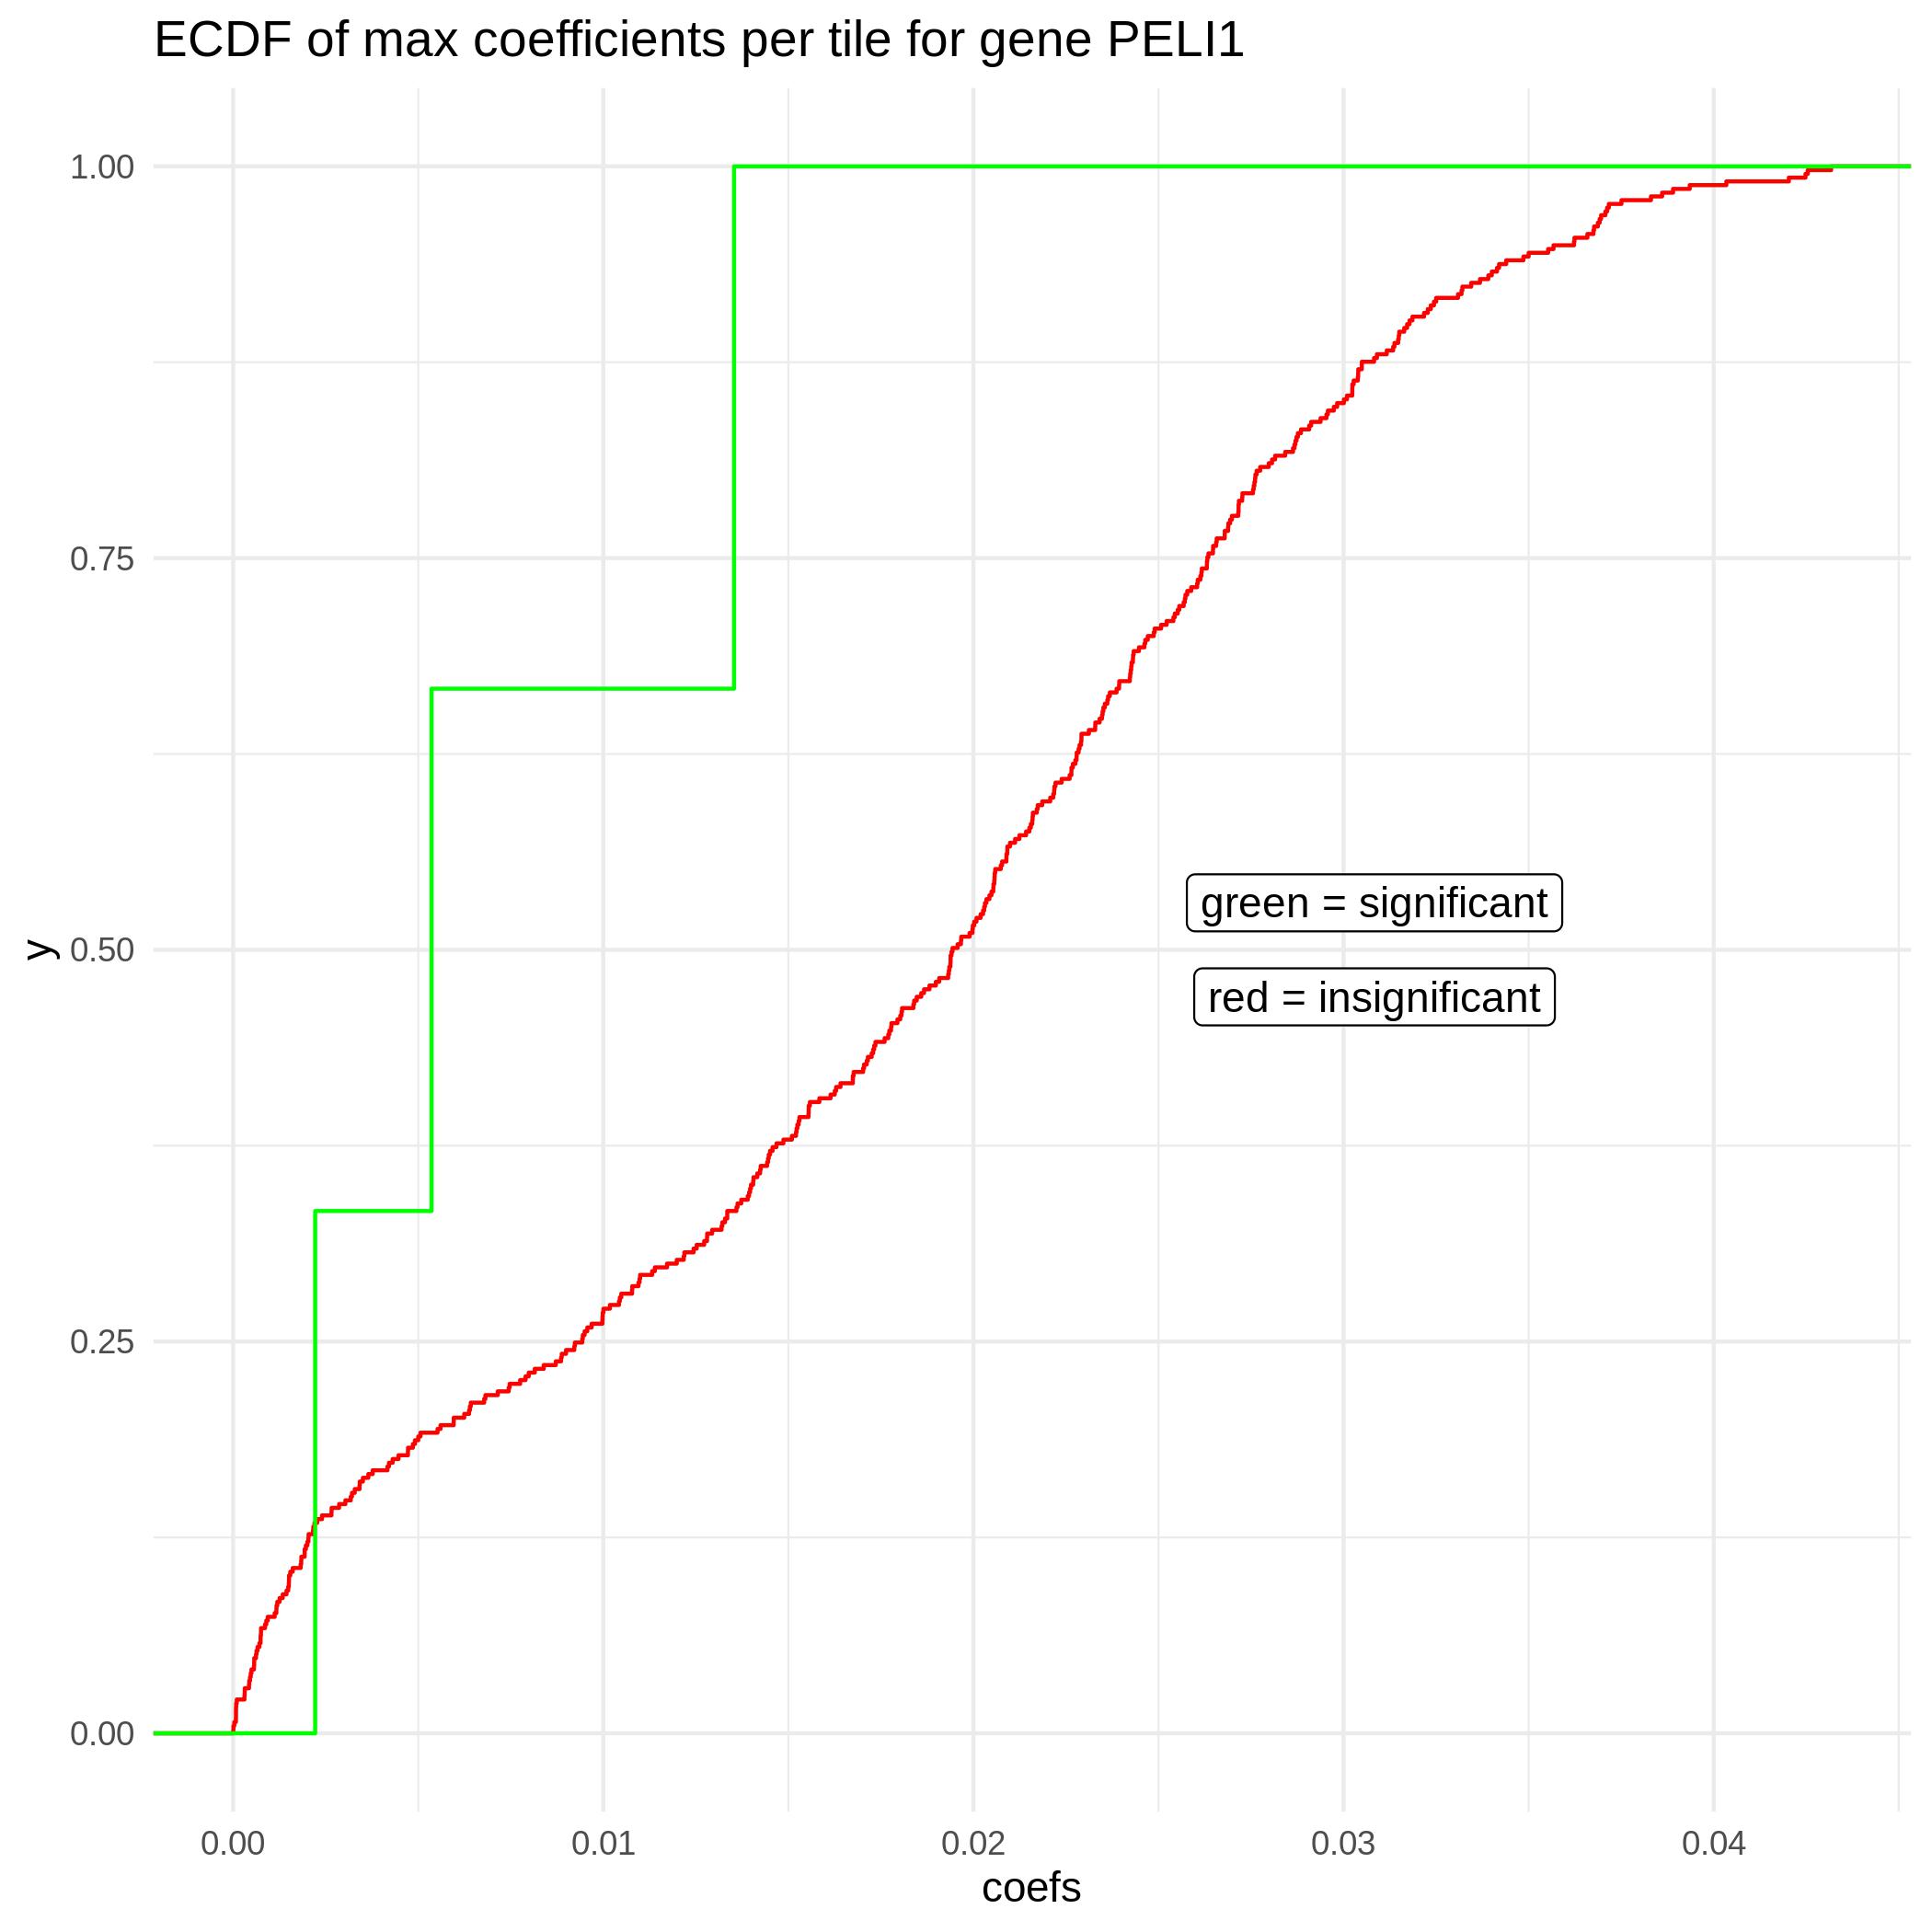 ECDF of max coefficients per tile for gene PELI1
1.00
0.75
0.50
0.25
0.00
y
green = significant
red = insignificant
0.00 0.01 0.02 0.03 0.04
coefs